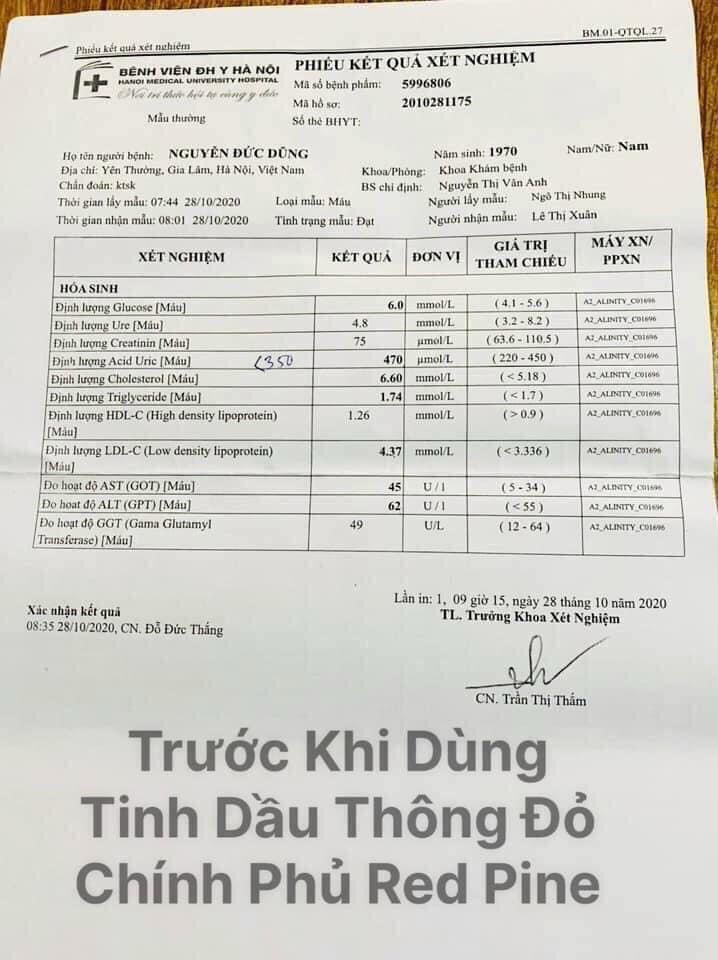 Phiếu kết quả xét nghiệm
BM.01-QTQL.27
BỆNH VIỆN ĐH Y HÀ NỘI
HANOI MEDICAL UNIVERSITY HOSPITAL
Nơi tri thức hội tụ cùng y đức
Mẫu thường
PHIẾU KẾT QUẢ XÉT NGHIỆM
Mã số bệnh phẩm: 5996806
Mã hồ sơ: 2010281175
Số thẻ BHYT:
Họ tên người bệnh: NGUYỄN ĐỨC DŨNG Năm sinh: 1970 Nam/Nữ: Nam
Địa chỉ: Yên Thường, Gia Lâm, Hà Nội, Việt Nam Khoa/Phòng: Khoa Khám bệnh
Chẩn đoán: ktsk BS chỉ định: Nguyễn Thị Vân Anh
Thời gian lấy mẫu: 07:44 28/10/2020 Loại mẫu: Máu Người lấy mẫu: Ngô Thị Nhung
Thời gian nhận mẫu: 08:01 28/10/2020 Tình trạng mẫu: Đạt Người nhận mẫu: Lê Thị Xuân
XÉT NGHIỆM KẾT QUẢ ĐƠN VỊ GIÁ TRỊ THAM CHIẾU MÁY XN/ PPXN
HÓA SINH
Định lượng Glucose [Máu] 6.0 mmol/L ( 4.1 - 5.6 ) A2_ALINITY_C01696
Định lượng Ure [Máu] 4.8 mmol/L ( 3.2 - 8.2 ) A2_ALINITY_C01696
Định lượng Creatinin [Máu] 75 µmol/L ( 63.6 - 110.5 ) A2_ALINITY_C01696
Định lượng Acid Uric [Máu] <350 470 µmol/L ( 220 - 450 ) A2_ALINITY_C01696
Định lượng Cholesterol [Máu] 6.60 mmol/L ( < 5.18 ) A2_ALINITY_C01696
Định lượng Triglyceride [Máu] 1.74 mmol/L ( < 1.7 ) A2_ALINITY_C01696
Định lượng HDL-C (High density lipoprotein) 1.26 mmol/L ( > 0.9 ) A2_ALINITY_C01696
[Máu]
Định lượng LDL-C (Low density lipoprotein) 4.37 mmol/L ( < 3.336 ) A2_ALINITY_C01696
[Máu]
Đo hoạt độ AST (GOT) [Máu] 45 U / l ( 5 - 34 ) A2_ALINITY_C01696
Đo hoat độ ALT (GPT) [Máu] 62 U / l ( < 55 ) A2_ALINITY_C01696
Đo hoạt độ GGT (Gama Glutamyl 49 U/L ( 12 - 64 ) A2_ALINITY_C01696
Transferase) [Máu]
Lần in: 1, 09 giờ 15, ngày 28 tháng 10 năm 2020
Xác nhận kết quả
TL. Trưởng Khoa Xét Nghiệm
08:35 28/10/2020, CN. Đỗ Đức Thắng
CN. Trần Thị Thắm
Trước Khi Dùng
Tinh Dầu Thông Đỏ
Chính Phủ Red Pine